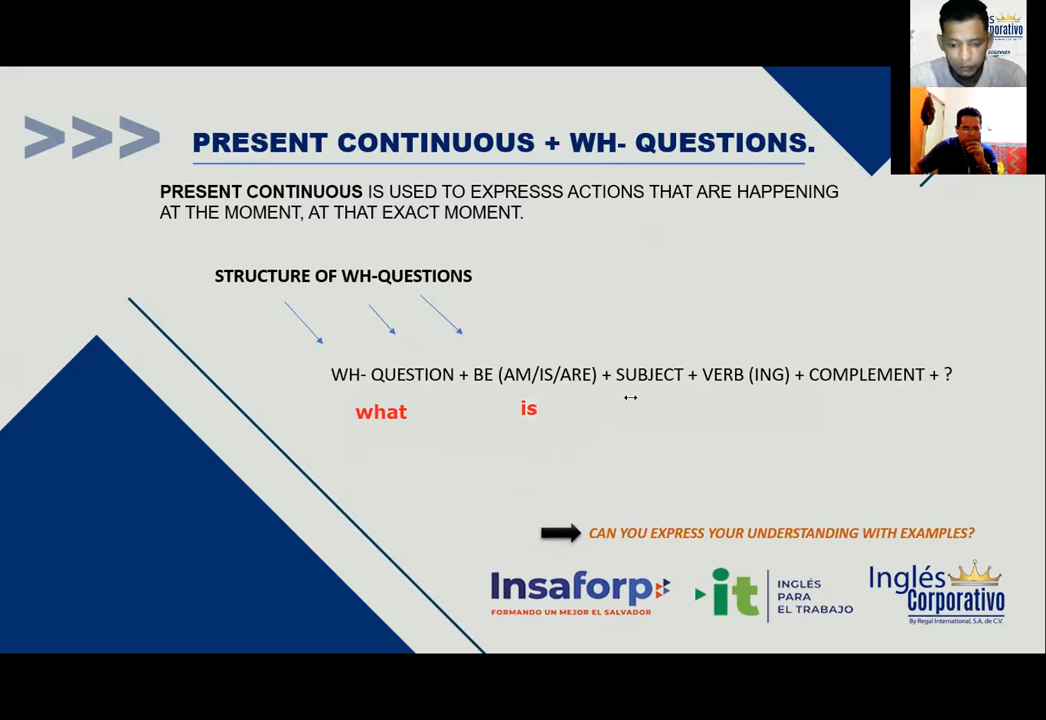 >>> PRESENT CONTINUOUS + WH- QUESTIONS.
PRESENT CONTINUOUS IS USED TO EXPRESSS ACTIONS THAT ARE HAPPENING
AT THE MOMENT, AT THAT EXACT MOMENT.
STRUCTURE OF WH-QUESTIONS
WH- QUESTION + BE (AM/IS/ARE) + SUBJECT + VERB (ING) + COMPLEMENT + ?
what is
CAN YOU EXPRESS YOUR UNDERSTANDING WITH EXAMPLES?
Insaforp
FORMANDO UN MEJOR EL SALVADOR
it
INGLÉS
PARA
EL TRABAJO
Inglés
Corporativo
By Regal International, S.A. de C.V.